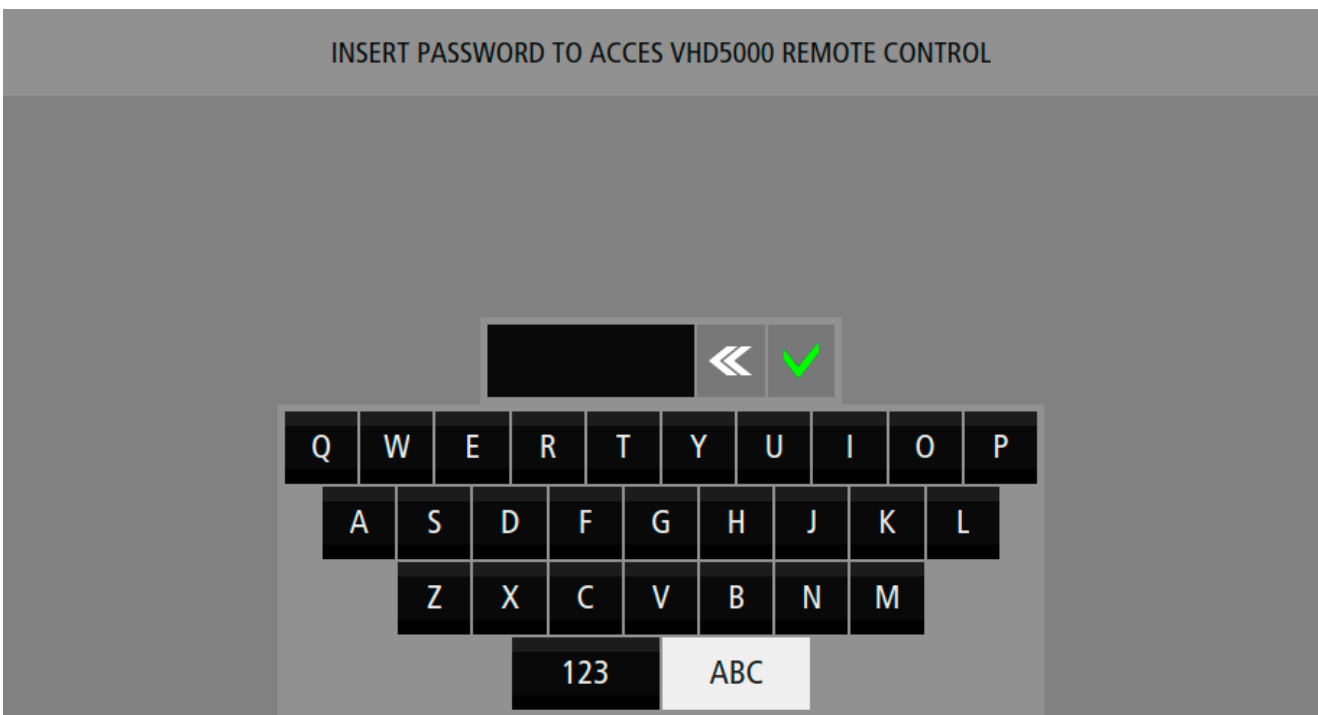 INSERT PASSWORD TO ACCES VHD5000 REMOTE CONTROL
Q W E R T Y U I O P
A S D F G H J K L
Z X C V B N M
123 ABC